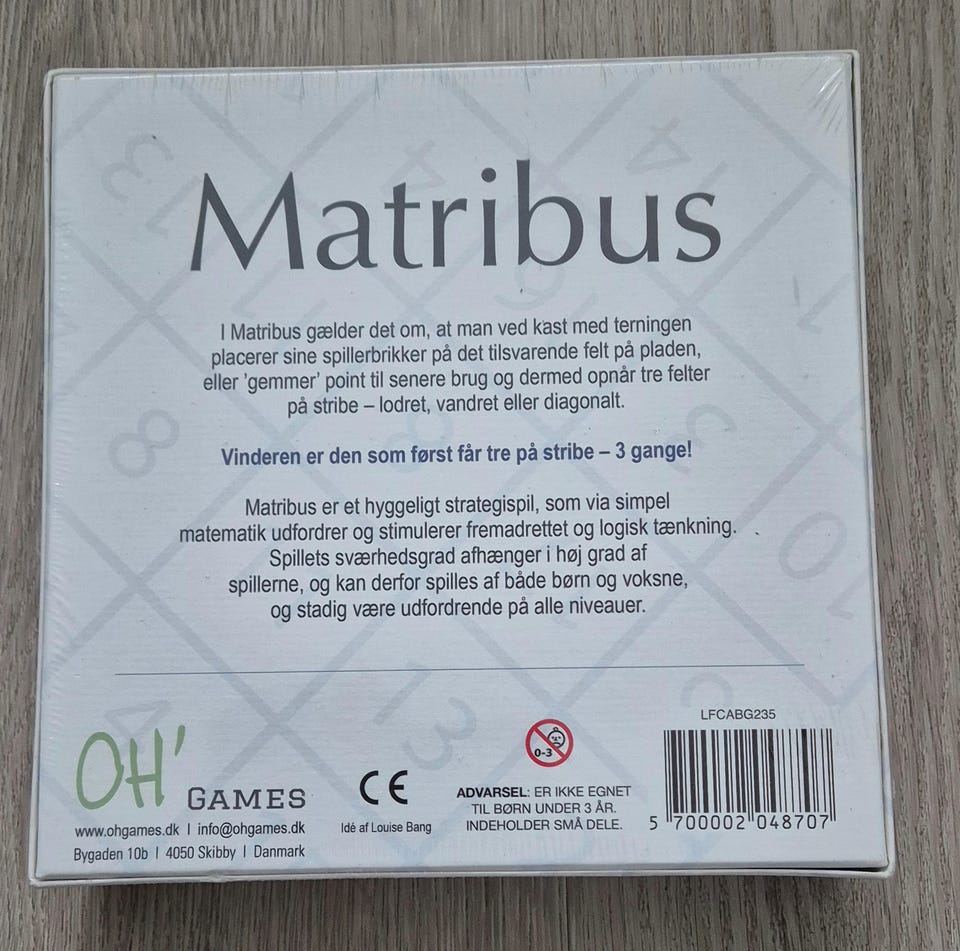 Matribus
I Matribus gælder det om, at man ved kast med terningen
placerer sine spillerbrikker på det tilsvarende felt på pladen,
eller 'gemmer' point til senere brug og dermed opnår tre felter
på stribe – lodret, vandret eller diagonalt.
Vinderen er den som først får tre på stribe – 3 gange!
Matribus er et hyggeligt strategispil, som via simpel
matematik udfordrer og stimulerer fremadrettet og logisk tænkning.
Spillets sværhedsgrad afhænger i høj grad af
spillerne, og kan derfor spilles af både børn og voksne,
og stadig være udfordrende på alle niveauer.
OH' GAMES
www.ohgames.dk I info@ohgames.dk
Bygaden 10b I 4050 Skibby I Danmark
CE
Idé af Louise Bang
0-3
ADVARSEL: ER IKKE EGNET
TIL BØRN UNDER 3 ÅR.
INDEHOLDER SMÅ DELE.
LFCABG235
5 700002 048707